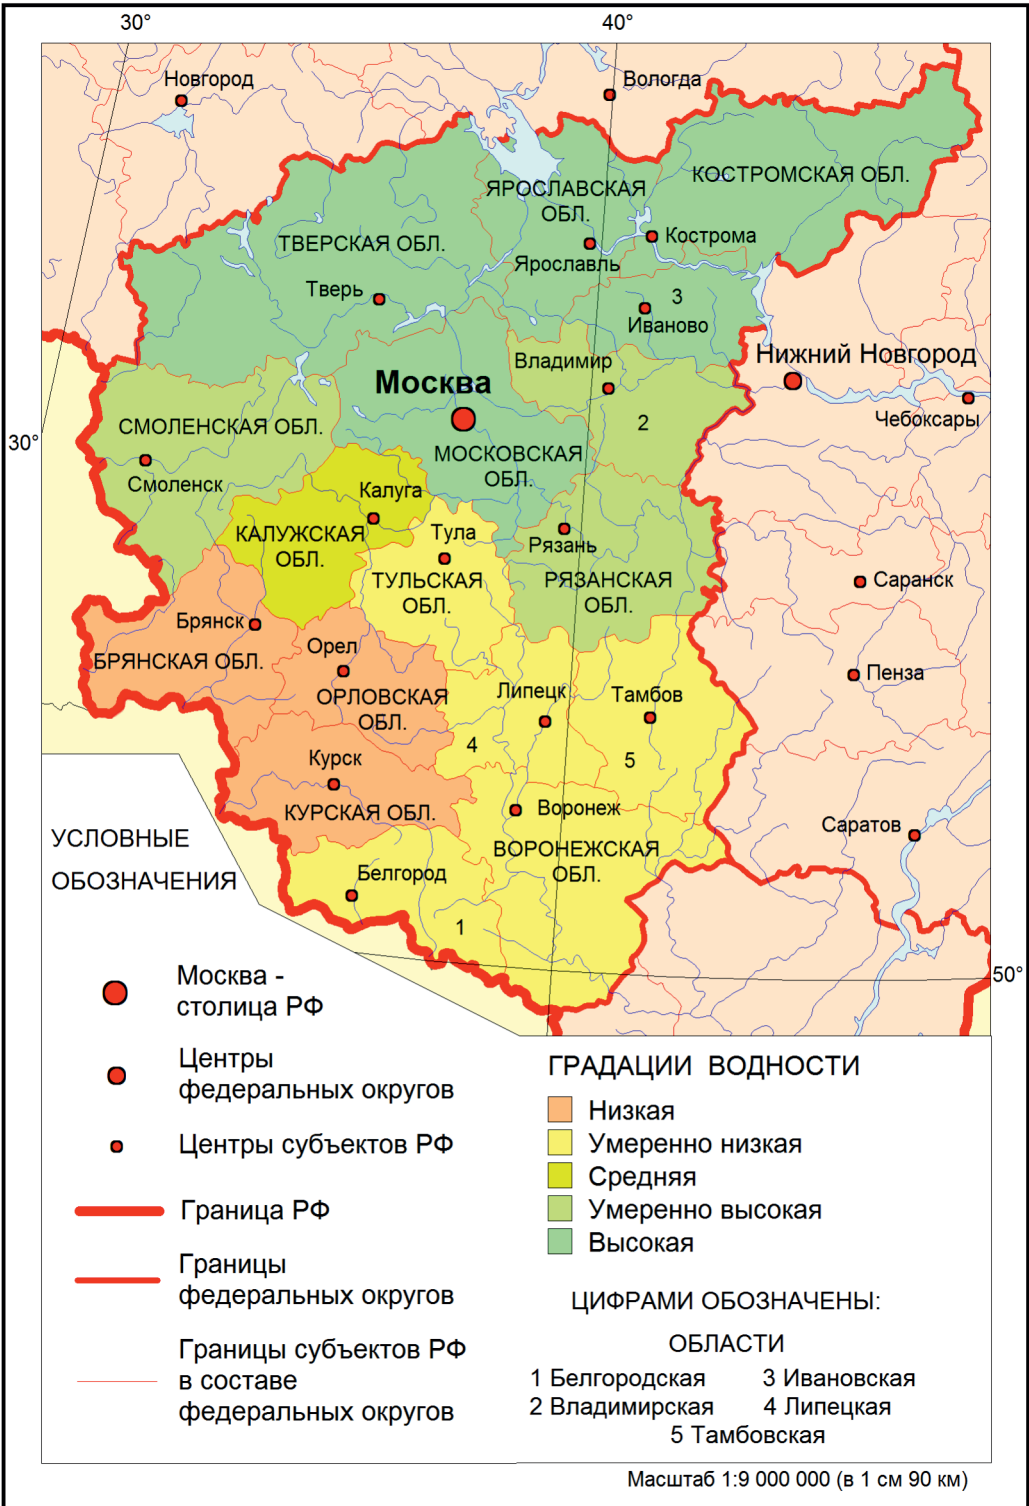 30°
40°
Новгород
Вологда
КОСТРОМСКАЯ ОБЛ.
ЯРОСЛАВСКАЯ
ОБЛ.
ТВЕРСКАЯ ОБЛ.
Кострома
Ярославль
Тверь
3
Иваново
Владимир
Нижний Новгород
Москва
Чебоксары
2
СМОЛЕНСКАЯ ОБЛ.
30°
МОСКОВСКАЯ
ОБЛ.
Смоленск
Калуга
КАЛУЖСКАЯ
ОБЛ.
Тула
Рязань
ТУЛЬСКАЯ
ОБЛ.
РЯЗАНСКАЯ
ОБЛ.
Саранск
Брянск
БРЯНСКАЯ ОБЛ.
Орел
ОРЛОВСКАЯ
ОБЛ.
Липецк
Тамбов
Пенза
4
5
Курск
КУРСКАЯ ОБЛ.
Воронеж
ВОРОНЕЖСКАЯ
ОБЛ.
Саратов
Белгород
1
50°
УСЛОВНЫЕ
ОБОЗНАЧЕНИЯ
Москва -
столица РФ
Центры
федеральных округов
Центры субъектов РФ
Граница РФ
Границы
федеральных округов
Границы субъектов РФ
в составе
федеральных округов
ГРАДАЦИИ ВОДНОСТИ
Низкая
Умеренно низкая
Средняя
Умеренно высокая
Высокая
ЦИФРАМИ ОБОЗНАЧЕНЫ:
ОБЛАСТИ
1 Белгородская 3 Ивановская
2 Владимирская 4 Липецкая
5 Тамбовская
Масштаб 1:9 000 000 (в 1 см 90 км)